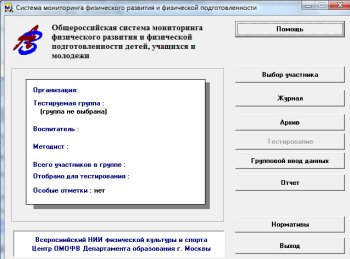 Система мониторинга физического развития и физической подготовленности
Общероссийская система мониторинга
физического развития и физической
подготовленности детей, учащихся и
молодежи
Помощь
Выбор участника
Журнал
Архив
Тестирование
Групповой ввод данных
Отчет
Нормативы
Выход
Организация:
Тестируемая группа :
(группа не выбрана)
Воспитатель :
Методист :
Всего участников в группе :
Отобрано для тестирования :
Особые отметки : нет
Всероссийский НИИ физической культуры и спорта
Центр ОМОФВ Департамента образования г. Москвы